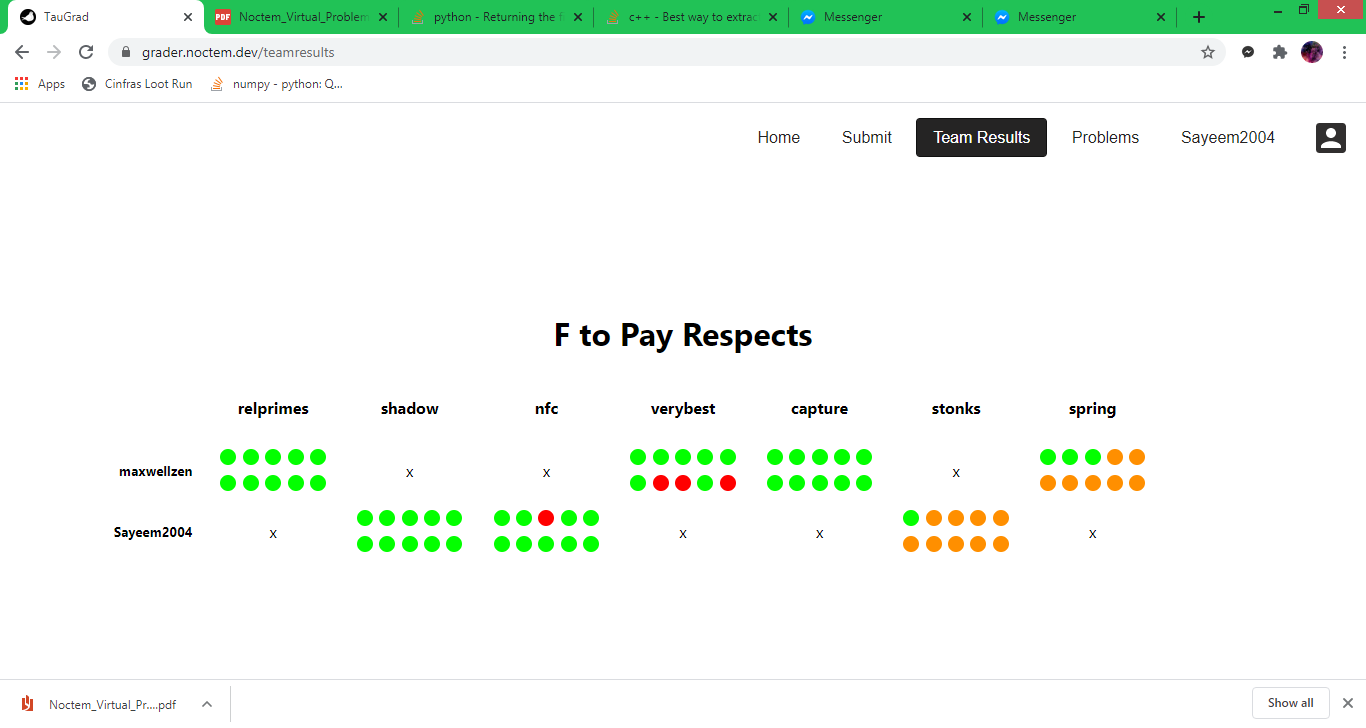 TauGrad Noctem_Virtual_Problem python - Returning the f c++ - Best way to extrac Messenger Messenger
grader.noctem.dev/teamresults
Apps Cinfras Loot Run numpy - python: Q...
Home Submit Team Results Problems Sayeem2004
F to Pay Respects
relprimes shadow nfc verybest capture stonks spring
maxwellzen x x x
Sayeem2004 x x x x
Noctem_Virtual_Pr....pdf Show all